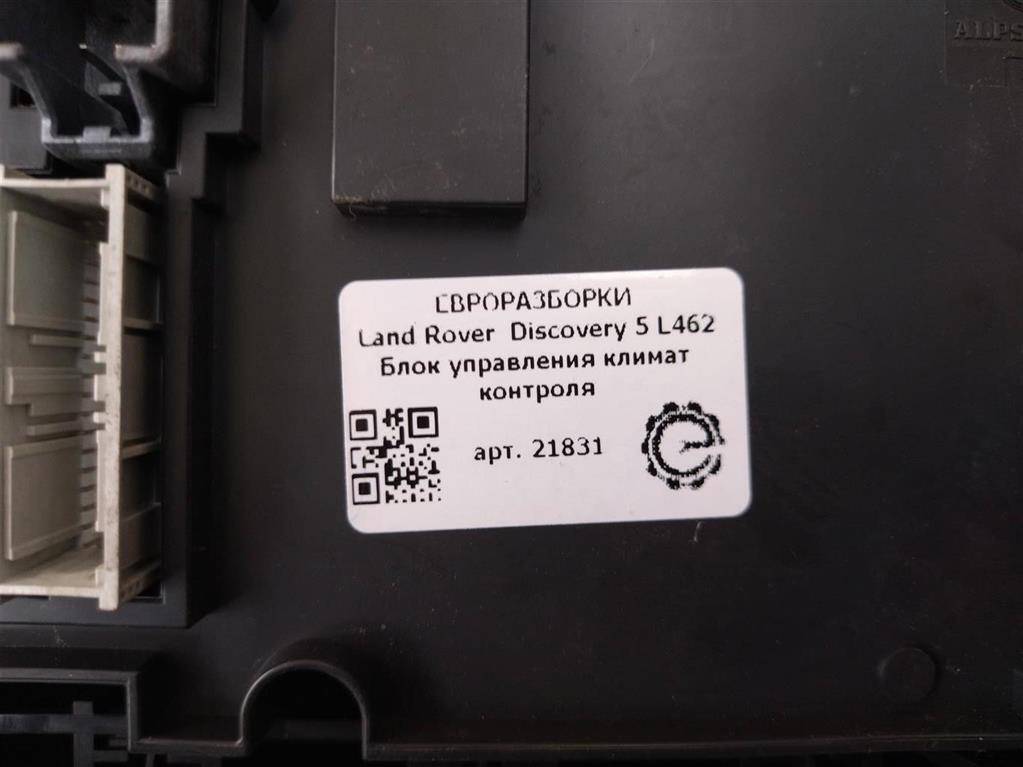 ALPS
ЕВРОРАЗБОРКИ
Land Rover Discovery 5 L462
Блок управления климат
контроля
арт. 21831